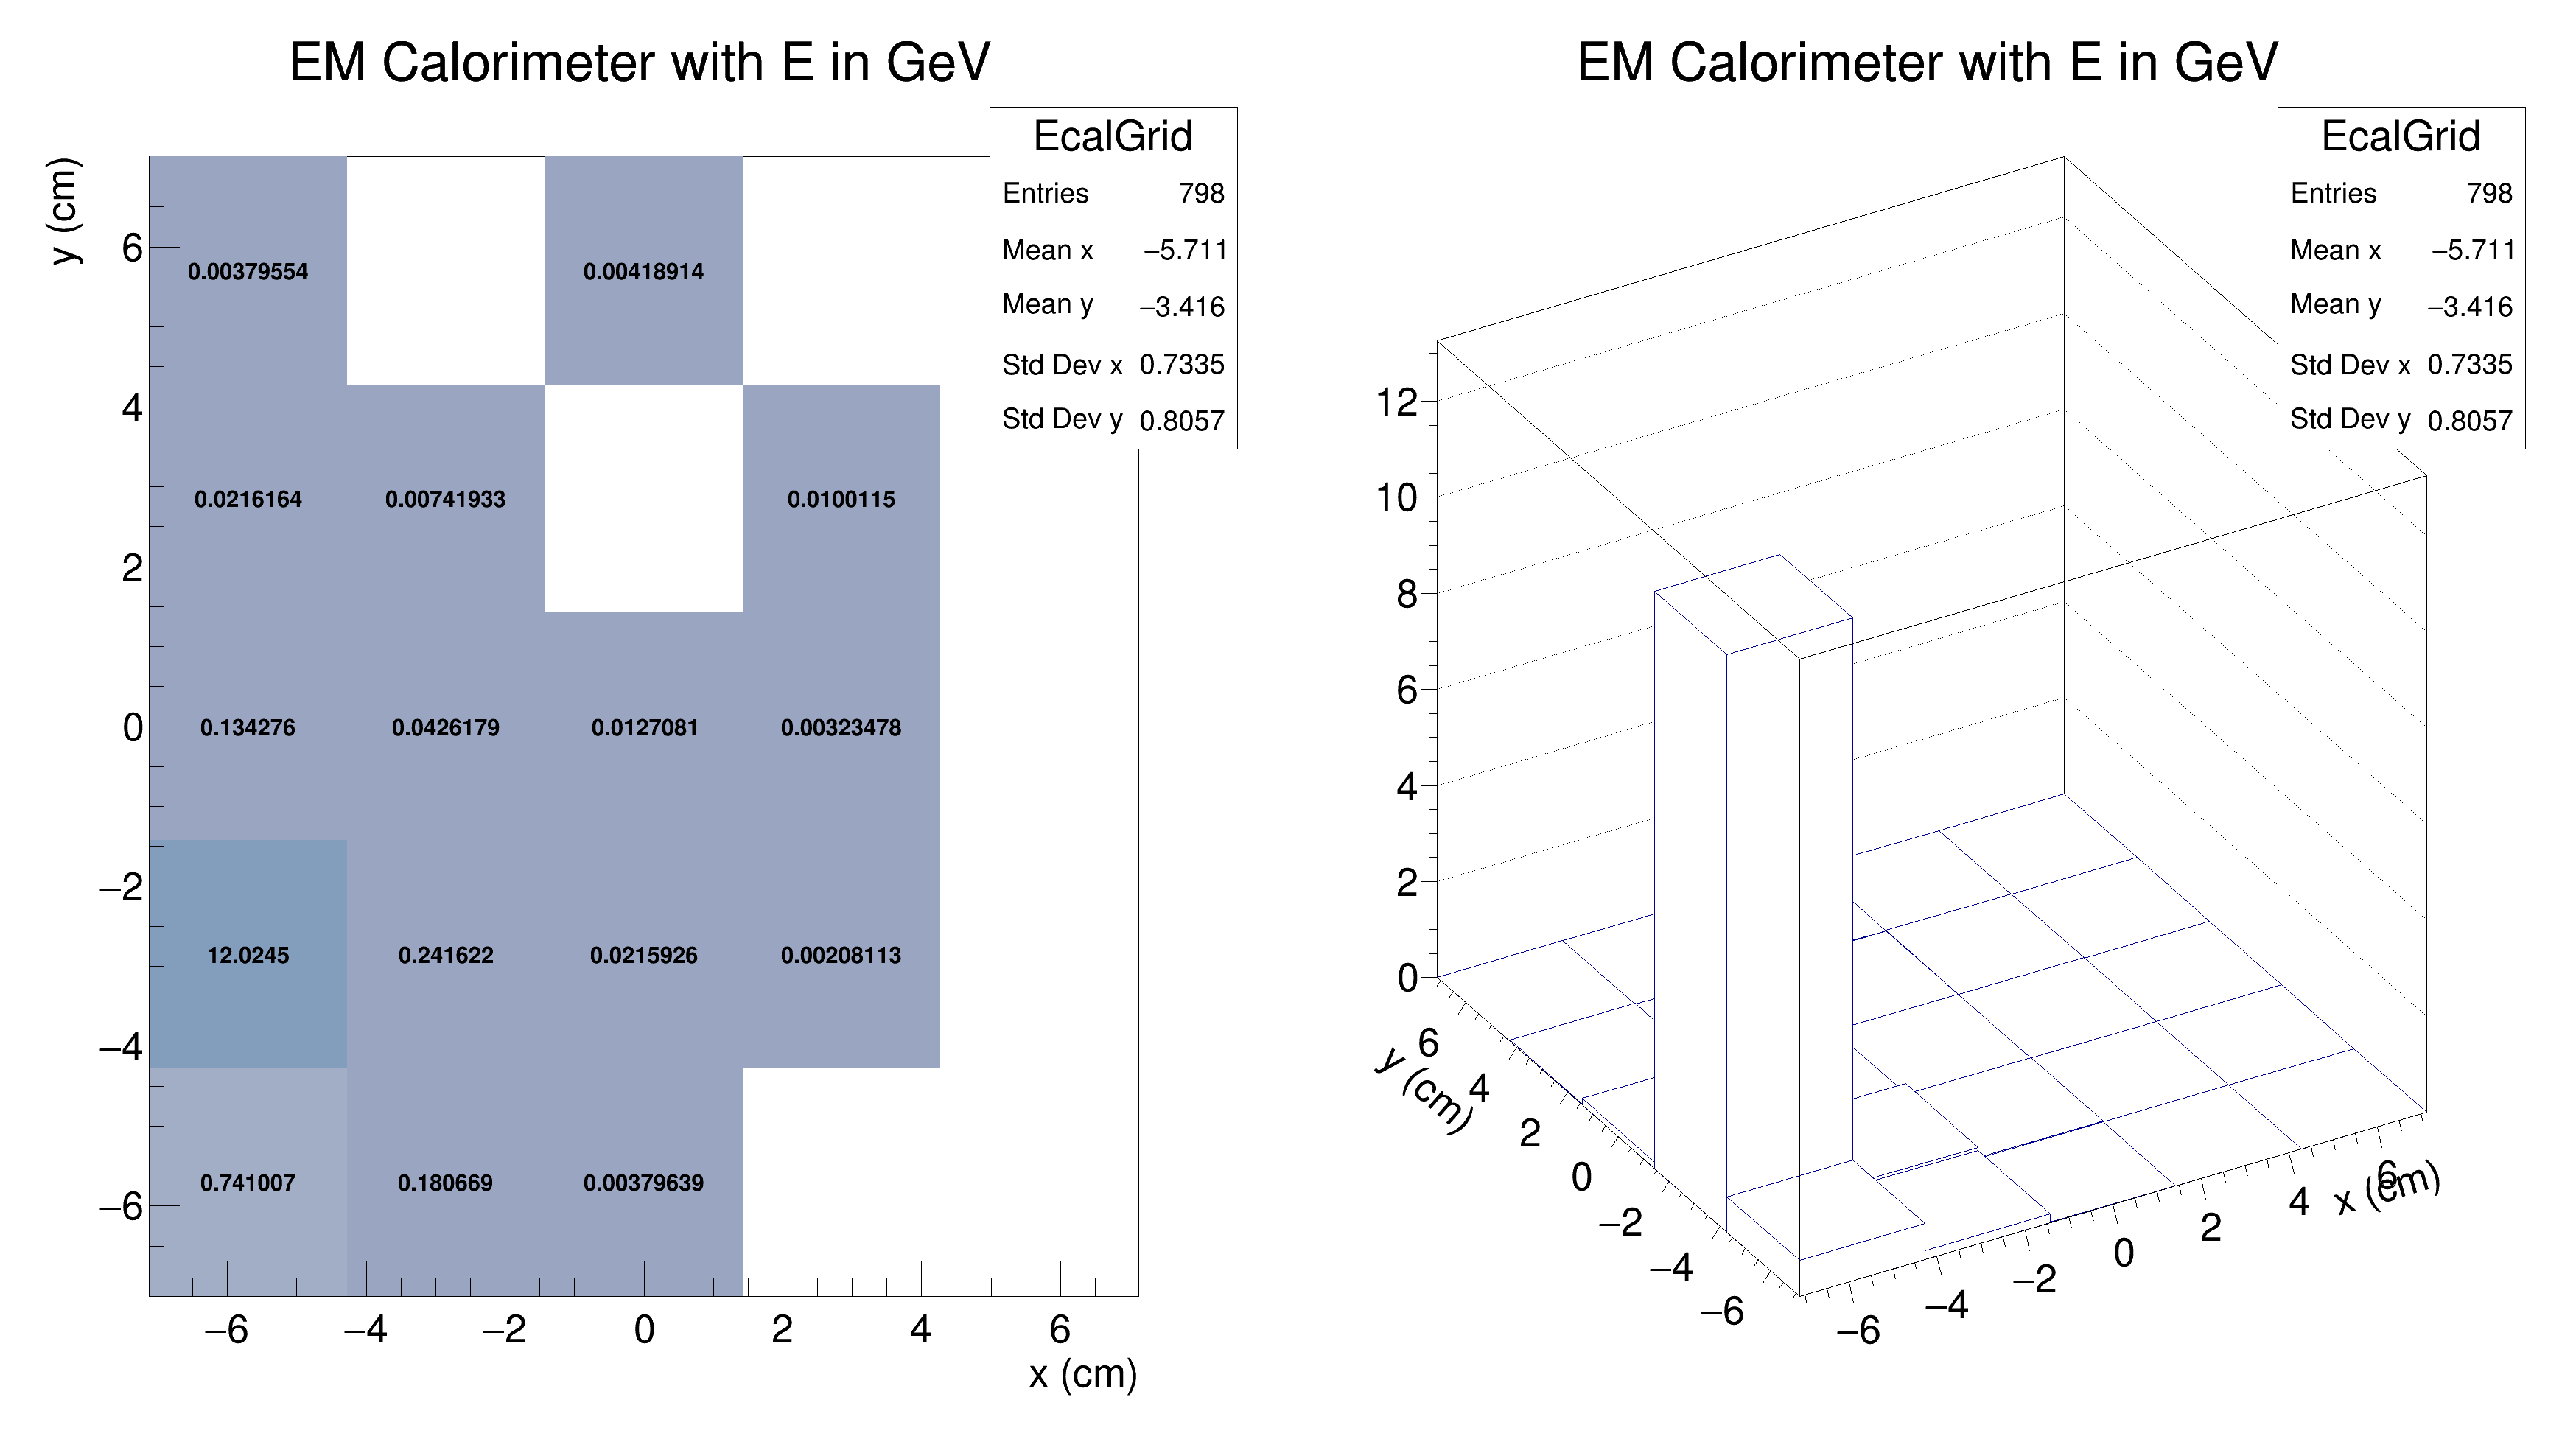 EM Calorimeter with E in GeV
EcalGrid
Entries 798
Mean x −5.711
Mean y −3.416
Std Dev x 0.7335
Std Dev y 0.8057
y (cm)
6
4
2
0
−2
−4
−6
0.00379554 0.00418914
0.0216164 0.00741933 0.0100115
0.134276 0.0426179 0.0127081 0.00323478
12.0245 0.241622 0.0215926 0.00208113
0.741007 0.180669 0.00379639
−6 −4 −2 0 2 4 6
x (cm)
EM Calorimeter with E in GeV
EcalGrid
Entries 798
Mean x −5.711
Mean y −3.416
Std Dev x 0.7335
Std Dev y 0.8057
12
10
8
6
4
2
0
6
4
2
0
−2
−4
−6
y (cm)
−6
−4
−2
0
2
4
6
x (cm)